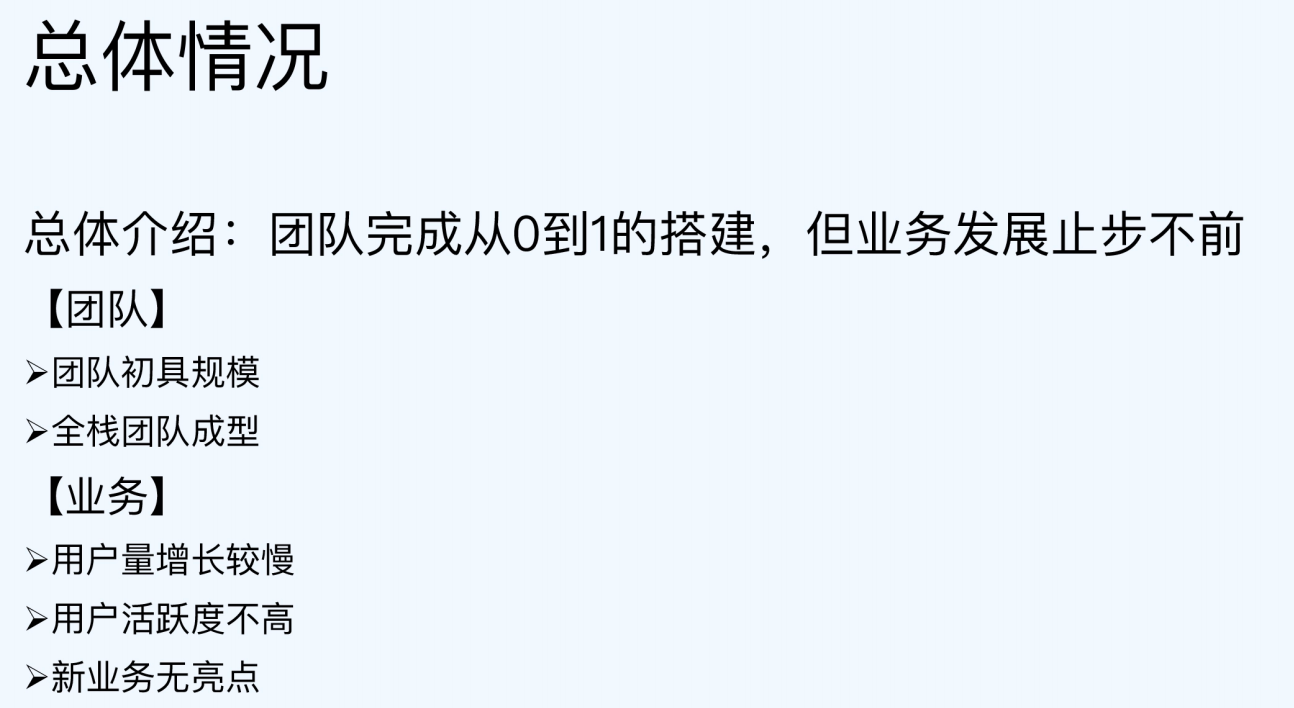 总体情况
总体介绍：团队完成从0到1的搭建，但业务发展止步不前
【团队】
➢团队初具规模
➢全栈团队成型
【业务】
➢用户量增长较慢
➢用户活跃度不高
➢新业务无亮点